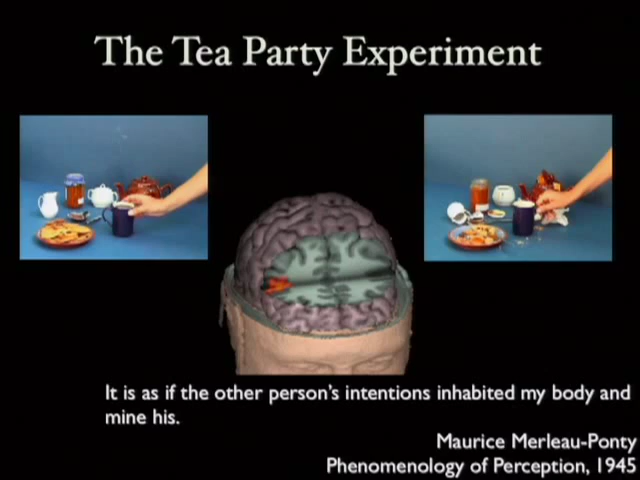 The Tea Party Experiment
It is as if the other person's intentions inhabited my body and
mine his.
Maurice Merleau-Ponty
Phenomenology of Perception, 1945